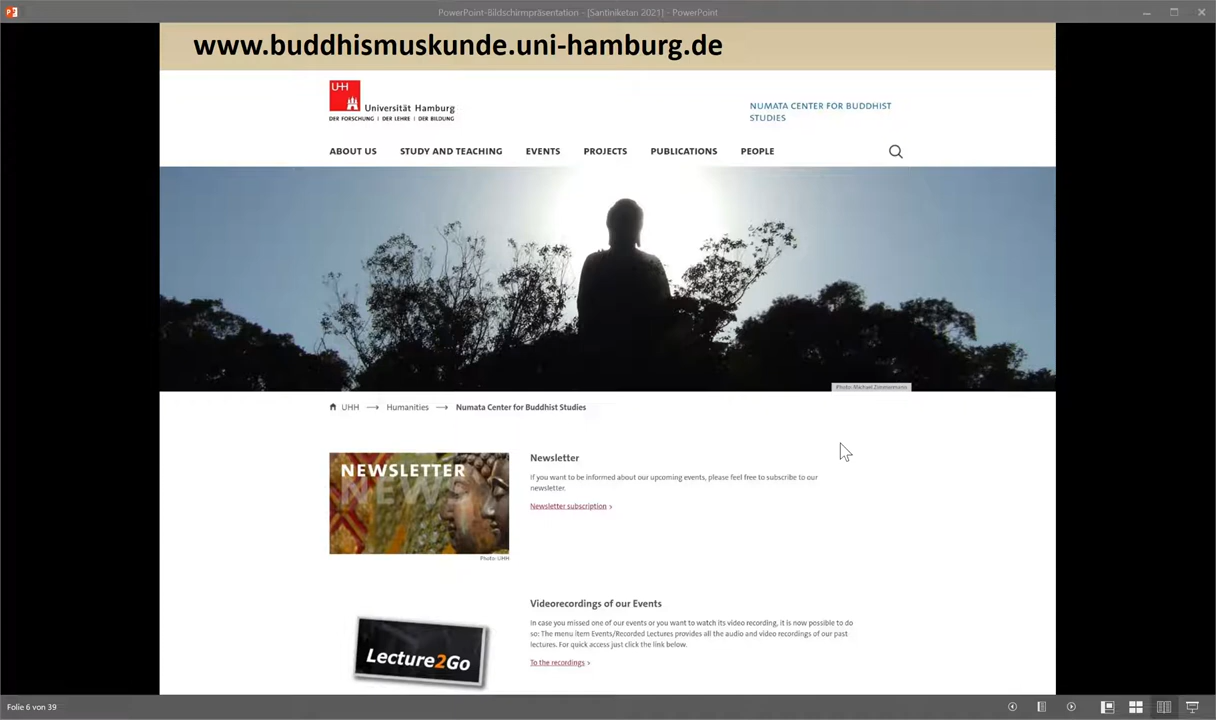 PowerPoint-Bildschirmpräsentation - [Santiniketan 2021] - PowerPoint
www.buddhismuskunde.uni-hamburg.de
UH
Universität Hamburg
DER FORSCHUNG | DER LEHRE | DER BILDUNG
NUMATA CENTER FOR BUDDHIST
STUDIES
ABOUT US STUDY AND TEACHING EVENTS PROJECTS PUBLICATIONS PEOPLE
Photo: Michael Zimmermann
UHH → Humanities → Numata Center for Buddhist Studies
NEWSLETTER
NEWS
Photo: UHH
Newsletter
If you want to be informed about our upcoming events, please feel free to subscribe to our
newsletter.
Newsletter subscription >
Lecture2Go
Videorecordings of our Events
In case you missed one of our events or you want to watch its video recording, it is now possible to do
so: The menu item Events/Recorded Lectures provides all the audio and video recordings of our past
lectures. For quick access just click the link below.
To the recordings >
Folie 6 von 39